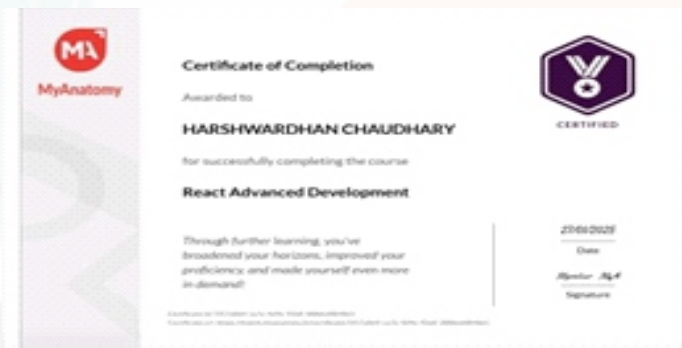 MA
MyAnatomy
Certificate of Completion
Awarded to
HARSHWARDHAN CHAUDHARY
for successfully completing the course
React Advanced Development
Through further learning, you've
broadened your horizons, improved your
proficiency, and made yourself even more
in-demand!
CERTIFIED
Date
Signature